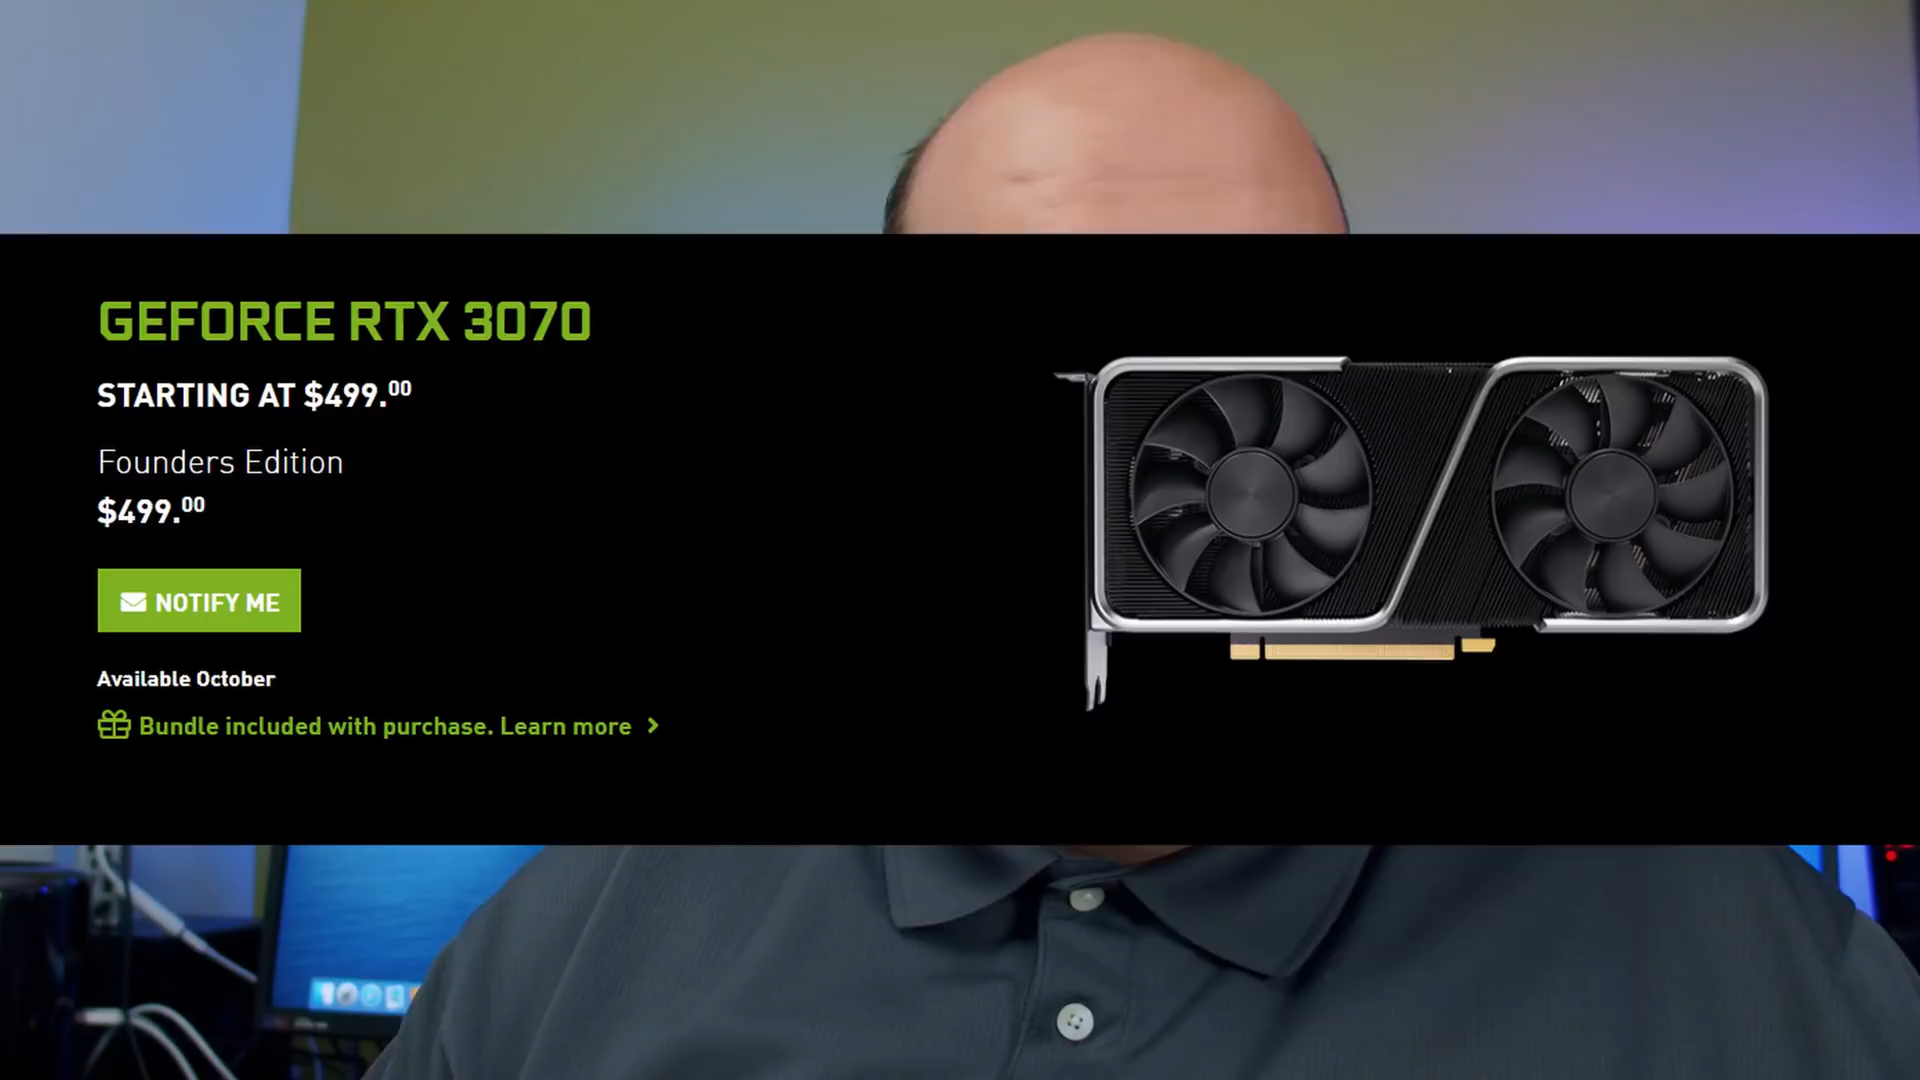 GEFORCE RTX 3070
STARTING AT $499.00
Founders Edition
$499.00
NOTIFY ME
Available October
Bundle included with purchase. Learn more